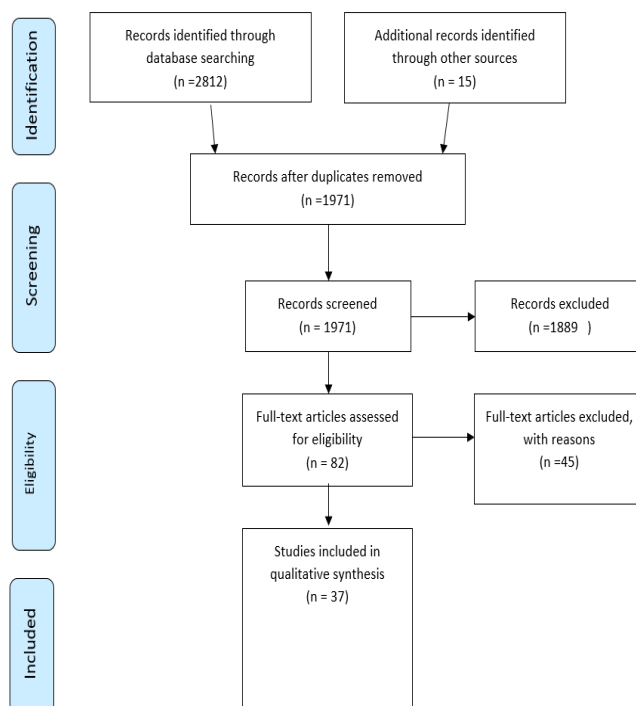 Identification
Records identified through
database searching
(n =2812)
Additional records identified
through other sources
(n = 15)
Records after duplicates removed
(n =1971)
Screening
Records screened
(n = 1971)
Records excluded
(n =1889   )
Eligibility
Full-text articles assessed
for eligibility
(n = 82)
Full-text articles excluded,
with reasons
(n =45)
Included
Studies included in
qualitative synthesis
(n = 37)